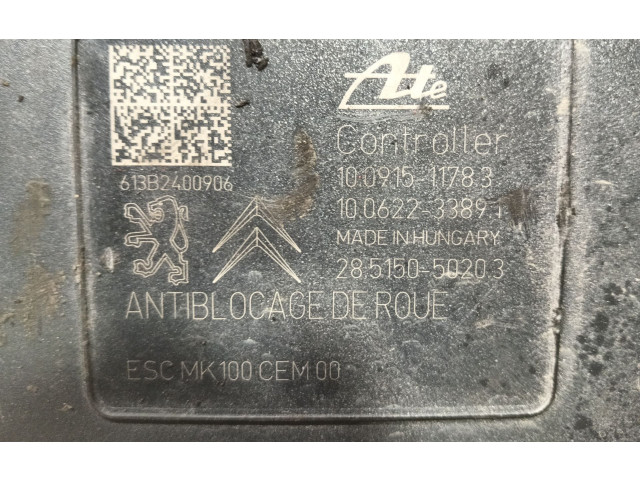 Ate
Controller
10.0915-1178.3
613B2400906
10.0622-3389.1
MADE IN HUNGARY
28.5150-5020.3
ANTIBLOCAGE DE ROUE
ESC MK100 CEM 00